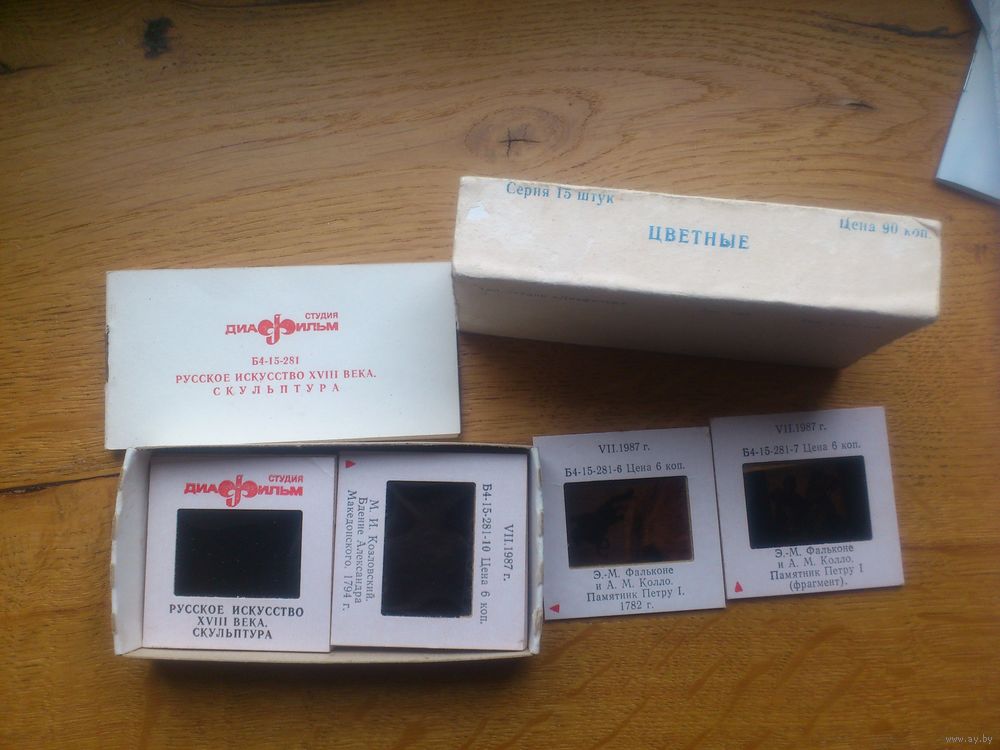 Серия 15 штук
ЦВЕТНЫЕ
Цена 90 коп.
СТУДИЯ
ДИАФИЛЬМ
Б4-15-281
РУССКОЕ ИСКУССТВО XVIII ВЕКА.
СКУЛЬПТУРА
СТУДИЯ
ДИАФИЛЬМ
РУССКОЕ ИСКУССТВО
XVIII ВЕКА.
СКУЛЬПТУРА
VII.1987 г.
Б4-15-281-10 Цена 6 коп.
М. И. Козловский.
Бдение Александра
Македонского. 1794 г.
VII.1987 г.
Б4-15-281-6 Цена 6 коп.
Э.-М. Фальконе
и А. М. Колло.
Памятник Петру I.
1782 г.
VII.1987 г.
Б4-15-281-7 Цена 6 коп.
Э.-М. Фальконе
и А. М. Колло.
Памятник Петру I
(фрагмент).
www.ay.by